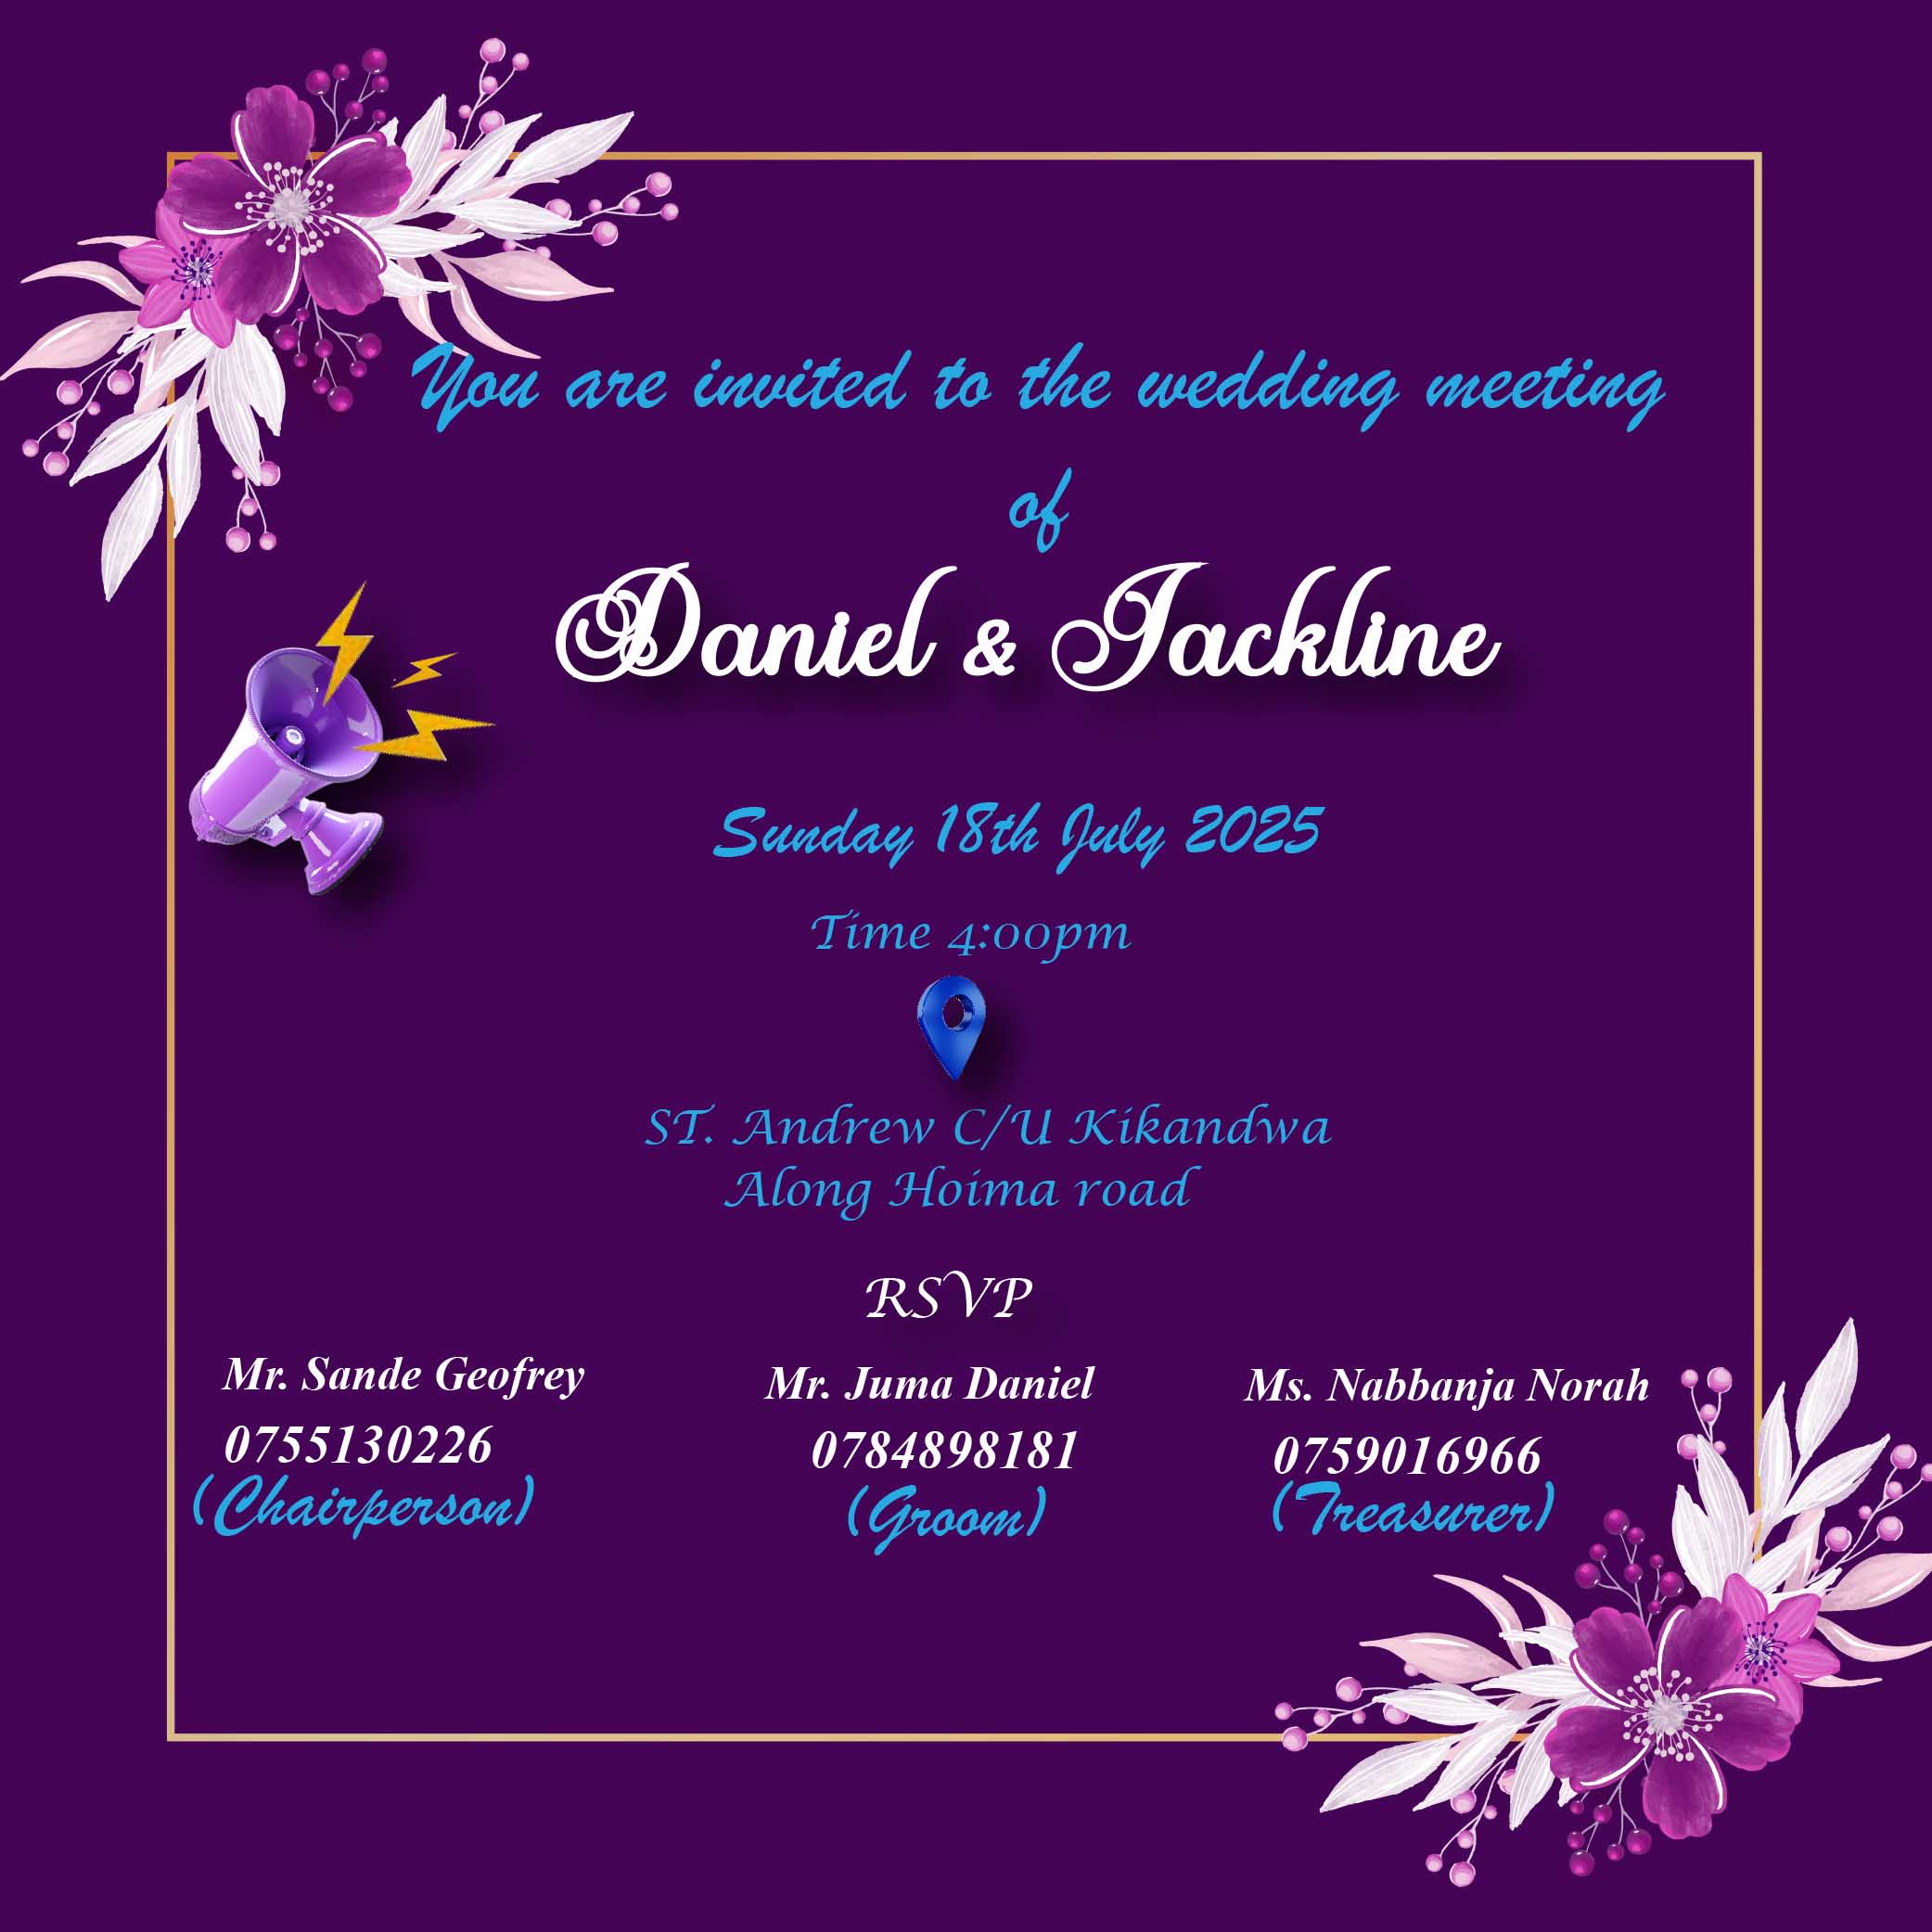 You are invited to the wedding meeting
of
Daniel & Jackline
Sunday 18th July 2025
Time 4:00pm
ST. Andrew C/U Kikandwa
Along Hoima road
RSVP
Mr. Sande Geofrey
0755130226
(Chairperson)
Mr. Juma Daniel
0784898181
(Groom)
Ms. Nabbanja Norah
0759016966
(Treasurer)